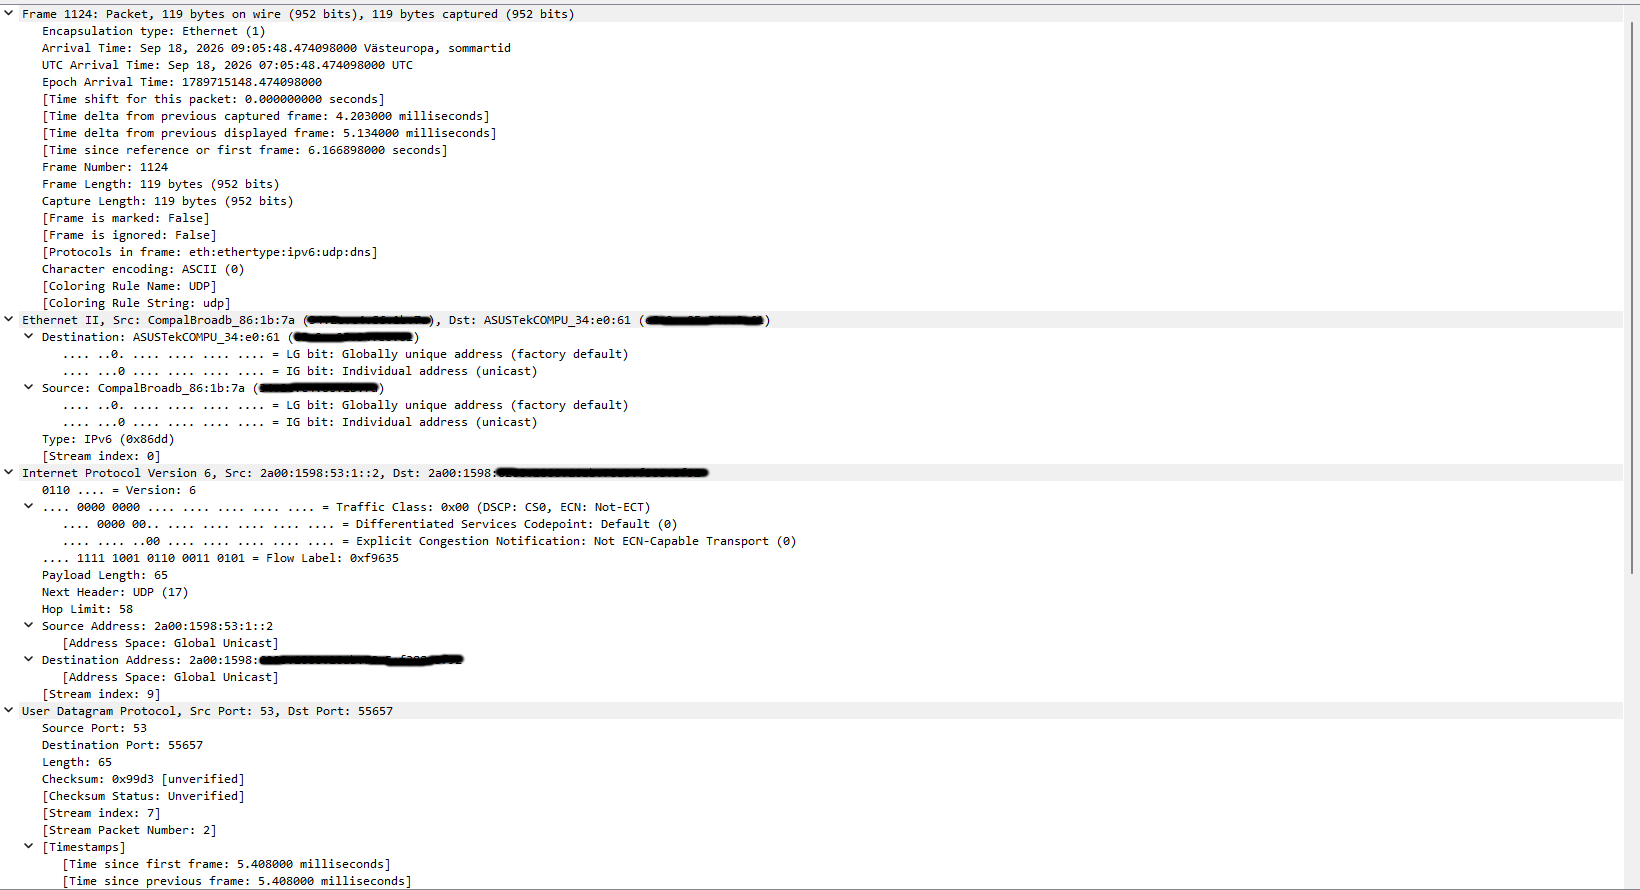 Frame 1124: Packet, 119 bytes on wire (952 bits), 119 bytes captured (952 bits)
Encapsulation type: Ethernet (1)
Arrival Time: Sep 18, 2026 09:05:48.474098000 Västeuropa, sommartid
UTC Arrival Time: Sep 18, 2026 07:05:48.474098000 UTC
Epoch Arrival Time: 1789715148.474098000
[Time shift for this packet: 0.000000000 seconds]
[Time delta from previous captured frame: 4.203000 milliseconds]
[Time delta from previous displayed frame: 5.134000 milliseconds]
[Time since reference or first frame: 6.166898000 seconds]
Frame Number: 1124
Frame Length: 119 bytes (952 bits)
Capture Length: 119 bytes (952 bits)
[Frame is marked: False]
[Frame is ignored: False]
[Protocols in frame: eth:ethertype:ipv6:udp:dns]
Character encoding: ASCII (0)
[Coloring Rule Name: UDP]
[Coloring Rule String: udp]
Ethernet II, Src: CompalBroadb_86:1b:7a (), Dst: ASUSTekCOMPU_34:e0:61 ()
Destination: ASUSTekCOMPU_34:e0:61 ()
.... ..0. .... .... .... .... = LG bit: Globally unique address (factory default)
.... ...0 .... .... .... .... = IG bit: Individual address (unicast)
Source: CompalBroadb_86:1b:7a ()
.... ..0. .... .... .... .... = LG bit: Globally unique address (factory default)
.... ...0 .... .... .... .... = IG bit: Individual address (unicast)
Type: IPv6 (0x86dd)
[Stream index: 0]
Internet Protocol Version 6, Src: 2a00:1598:53:1::2, Dst: 2a00:1598:
0110 .... = Version: 6
.... 0000 0000 .... .... .... .... .... = Traffic Class: 0x00 (DSCP: CS0, ECN: Not-ECT)
.... 0000 00.. .... .... .... .... .... = Differentiated Services Codepoint: Default (0)
.... .... ..00 .... .... .... .... .... = Explicit Congestion Notification: Not ECN-Capable Transport (0)
.... 1111 1001 0110 0011 0101 = Flow Label: 0xf9635
Payload Length: 65
Next Header: UDP (17)
Hop Limit: 58
Source Address: 2a00:1598:53:1::2
[Address Space: Global Unicast]
Destination Address: 2a00:1598:
[Address Space: Global Unicast]
[Stream index: 9]
User Datagram Protocol, Src Port: 53, Dst Port: 55657
Source Port: 53
Destination Port: 55657
Length: 65
Checksum: 0x99d3 [unverified]
[Checksum Status: Unverified]
[Stream index: 7]
[Stream Packet Number: 2]
[Timestamps]
[Time since first frame: 5.408000 milliseconds]
[Time since previous frame: 5.408000 milliseconds]